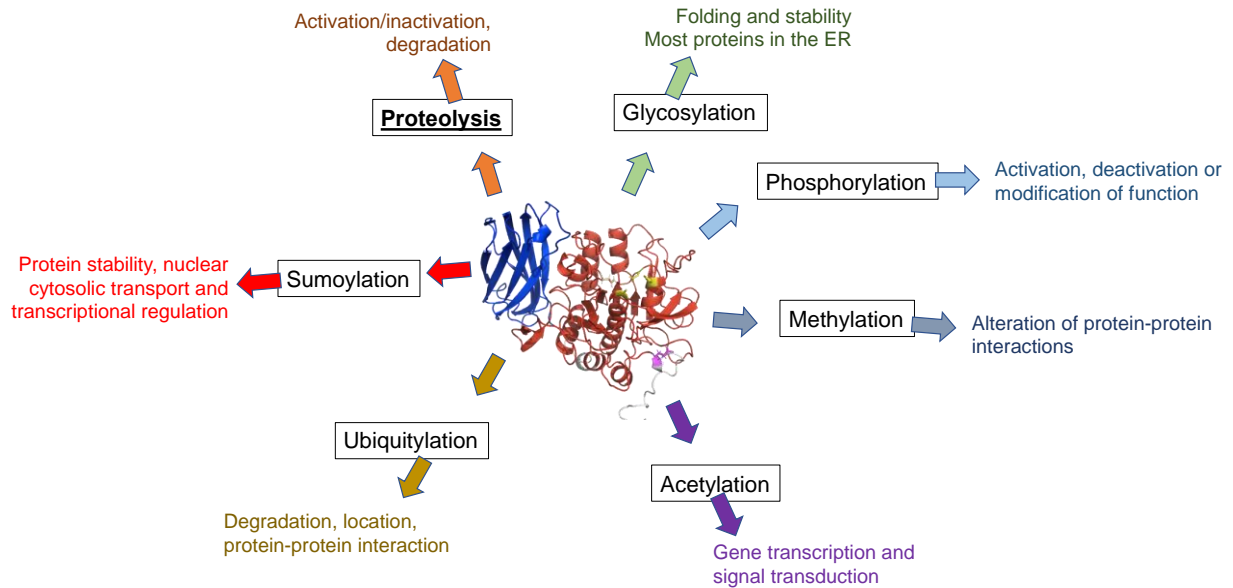 Activation/inactivation,
degradation
Proteolysis
Folding and stability
Most proteins in the ER
Glycosylation
Phosphorylation
Activation, deactivation or
modification of function
Protein stability, nuclear
cytosolic transport and
transcriptional regulation
Sumoylation
Methylation
Alteration of protein-protein
interactions
Ubiquitylation
Degradation, location,
protein-protein interaction
Acetylation
Gene transcription and
signal transduction